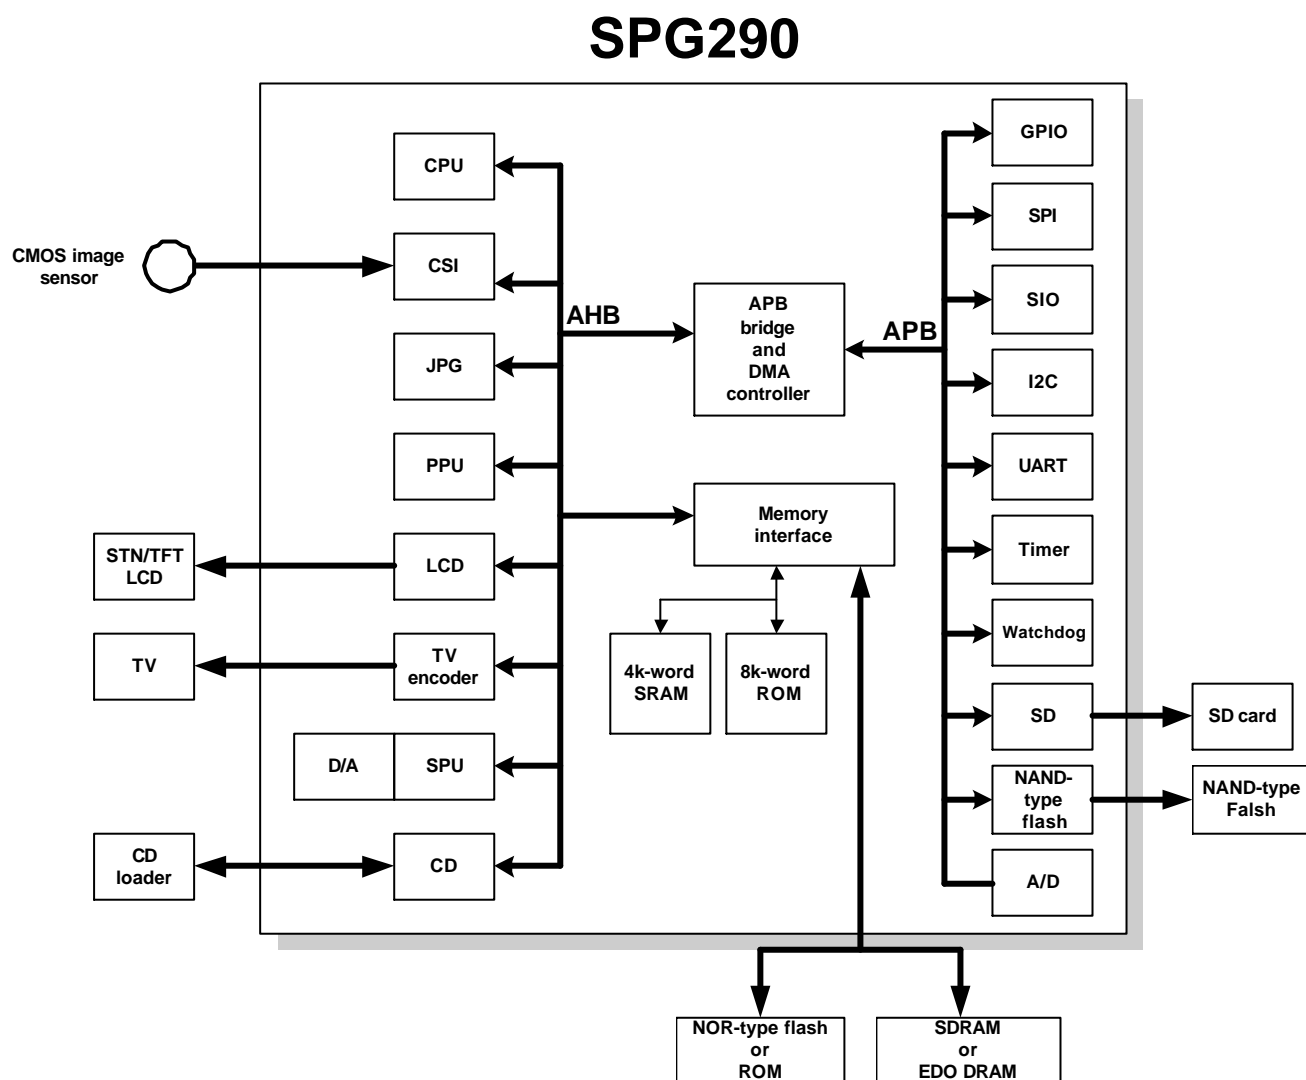 SPG290
GPIO
CPU
SPI
CMOS image
sensor
CSI
SIO
AHB
APB
bridge
and
DMA
controller
APB
JPG
I2C
PPU
UART
Memory
interface
STN/TFT
LCD
LCD
Timer
TV
TV
encoder
4k-word
SRAM
8k-word
ROM
Watchdog
SD
SD card
D/A
SPU
NAND-
type
flash
NAND-type
Falsh
CD
loader
CD
A/D
NOR-type flash
or
ROM
SDRAM
or
EDO DRAM